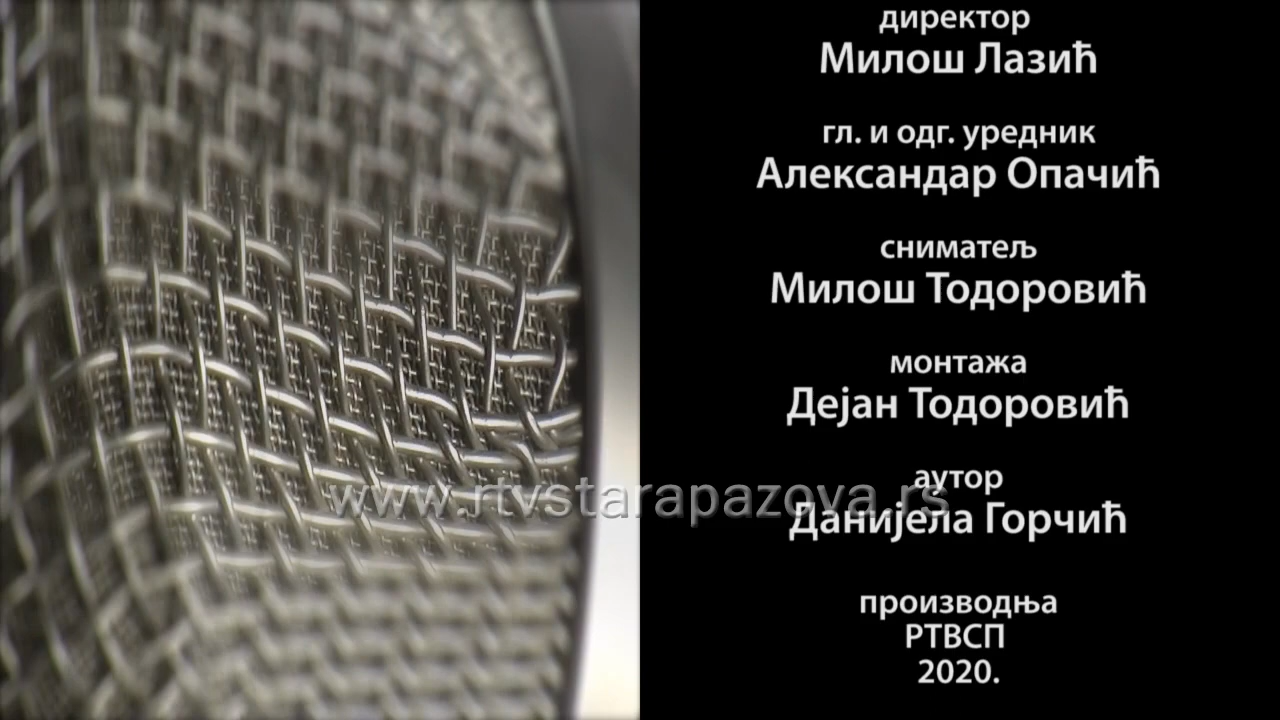 директор
Милош Лазић
гл. и одг. уредник
Александар Опачић
сниматељ
Милош Тодоровић
монтажа
Дејан Тодоровић
аутор
www.rtvstarapazova.rs
Данијела Горчић
производња
РТВСП
2020.